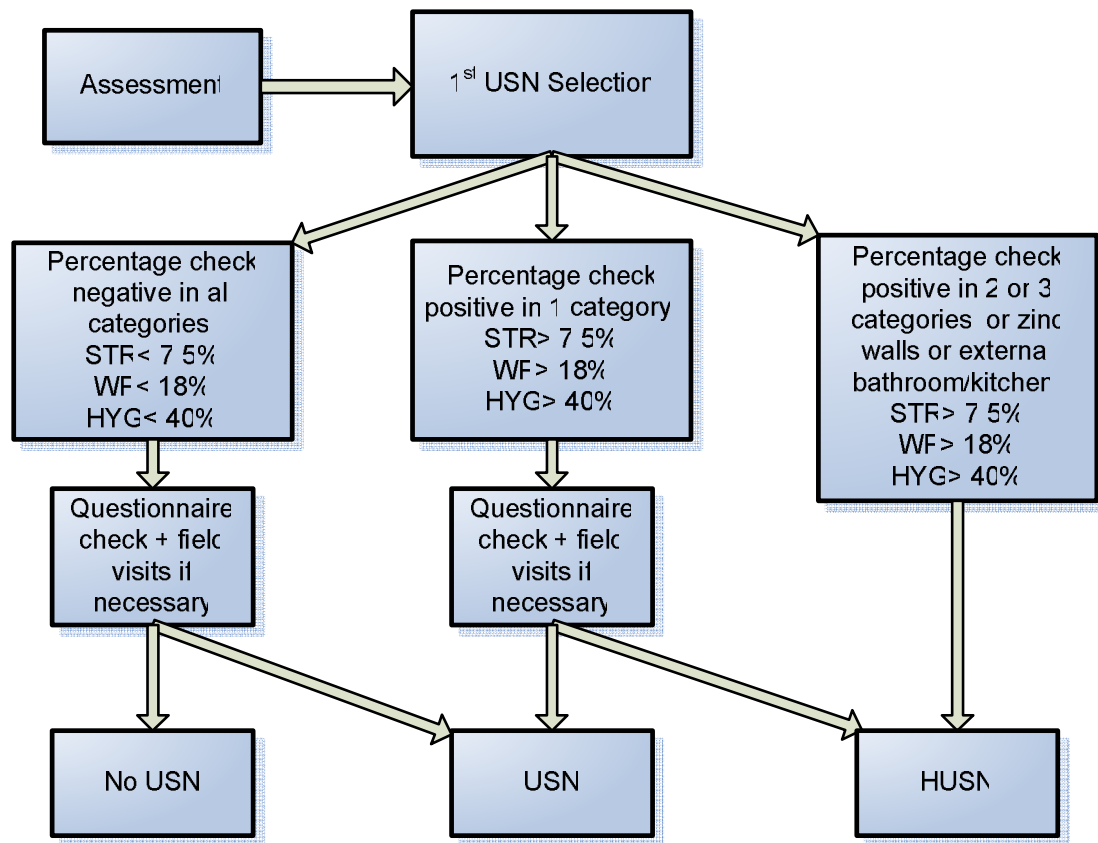 Assessment
1st USN Selection
Percentage check
negative in al
categories
STR< 7 5%
WF< 18%
HYG< 40%
Percentage check
positive in 1 category
STR> 7 5%
WF> 18%
HYG> 40%
Percentage check
positive in 2 or 3
categories or zinc
walls or externa
bathroom/kitchen
STR> 7 5%
WF> 18%
HYG> 40%
Questionnaire
check + field
visits if
necessary
Questionnaire
check + field
visits if
necessary
No USN
USN
HUSN